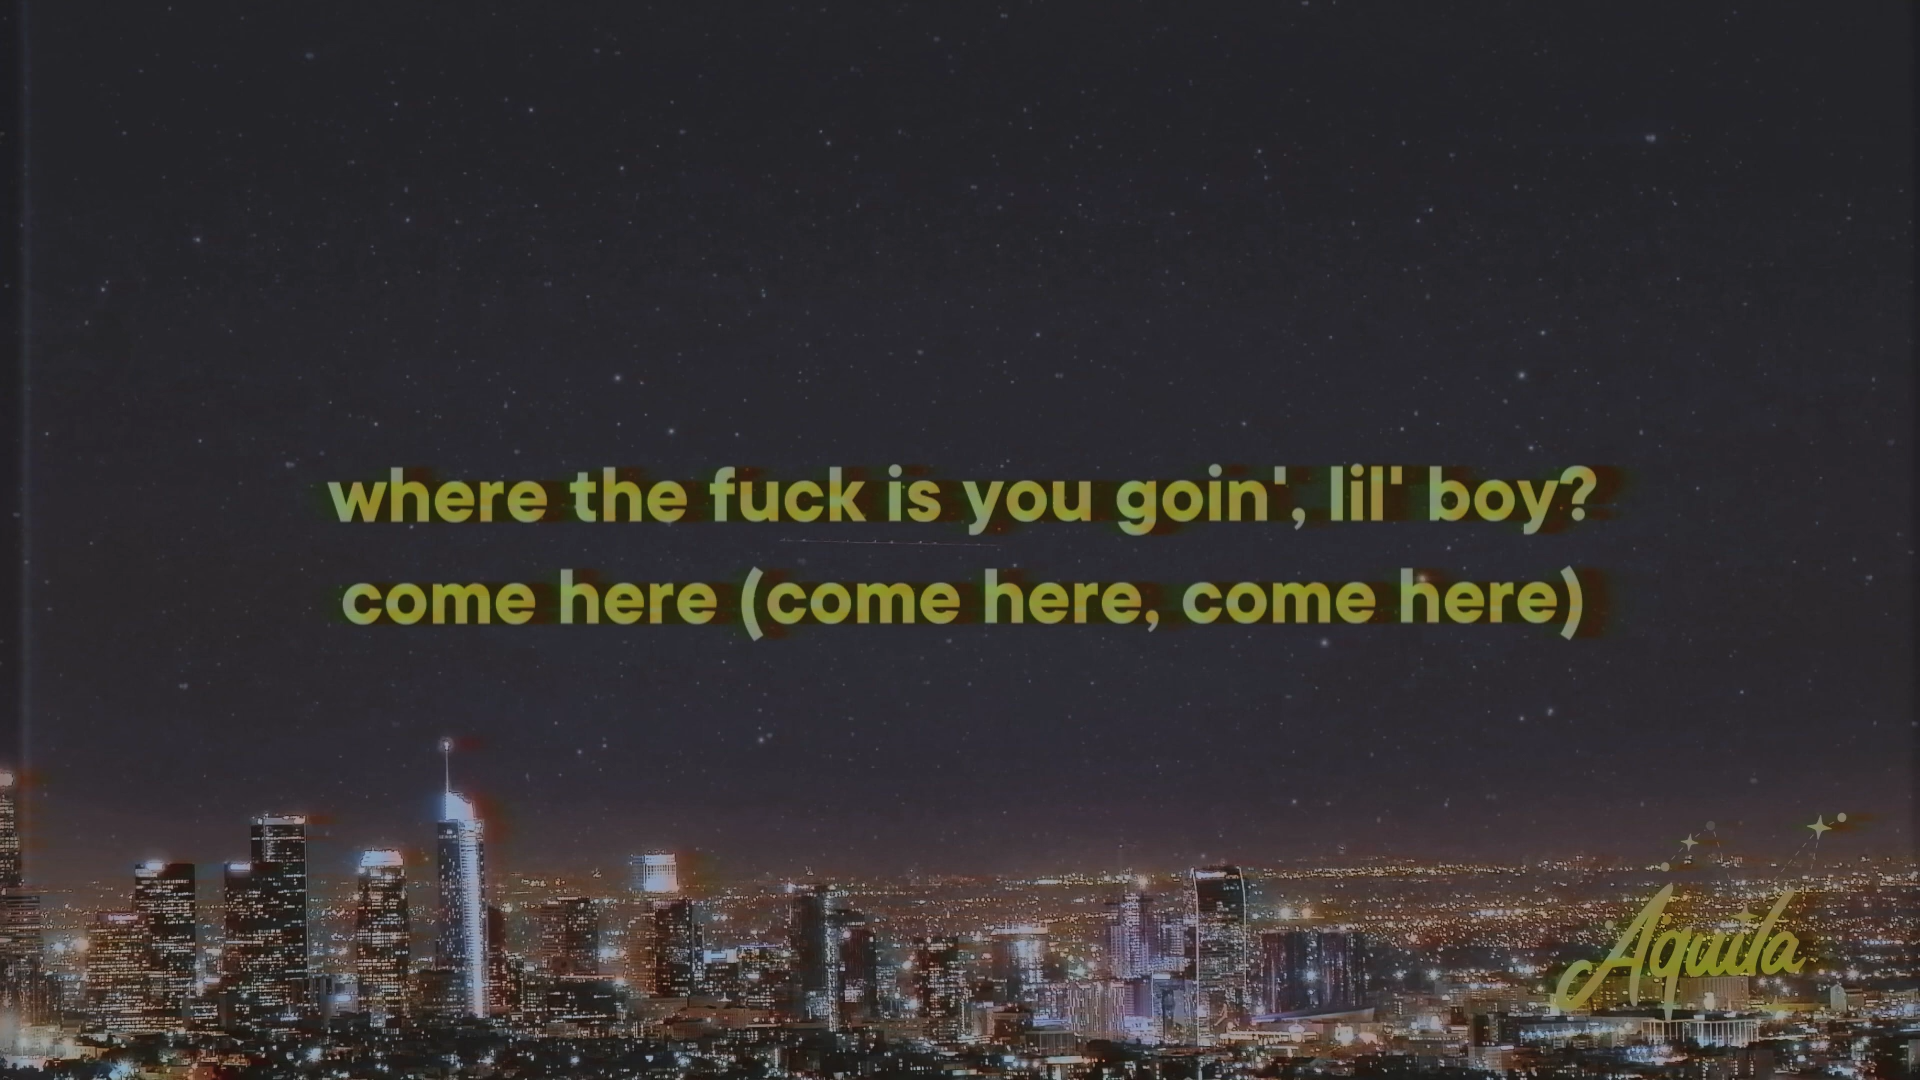 where the fuck is you goin', lil' boy?
come here (come here, come here)
Aquila